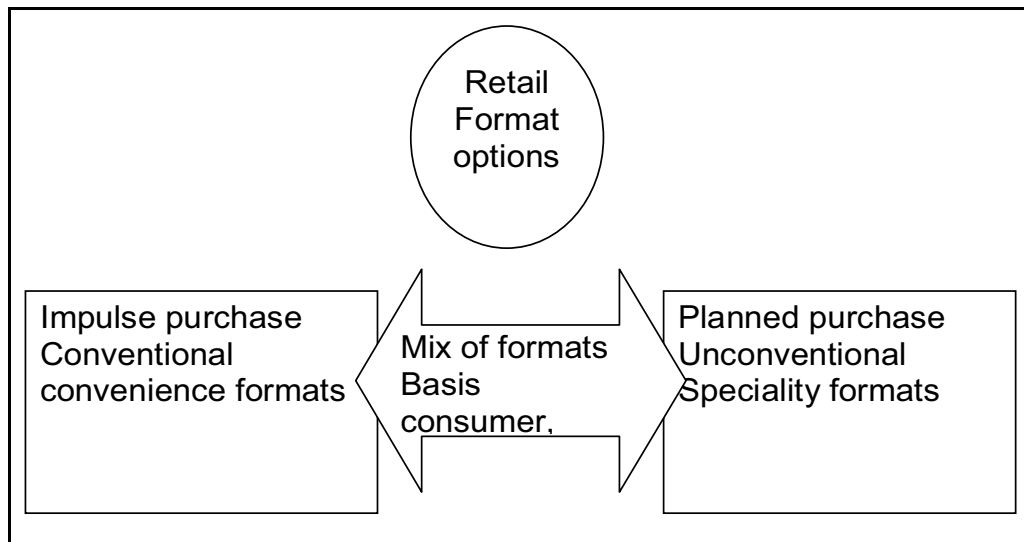 Retail
Format
options
Impulse purchase
Conventional
convenience formats
Mix of formats
Basis
consumer,
Planned purchase
Unconventional
Speciality formats